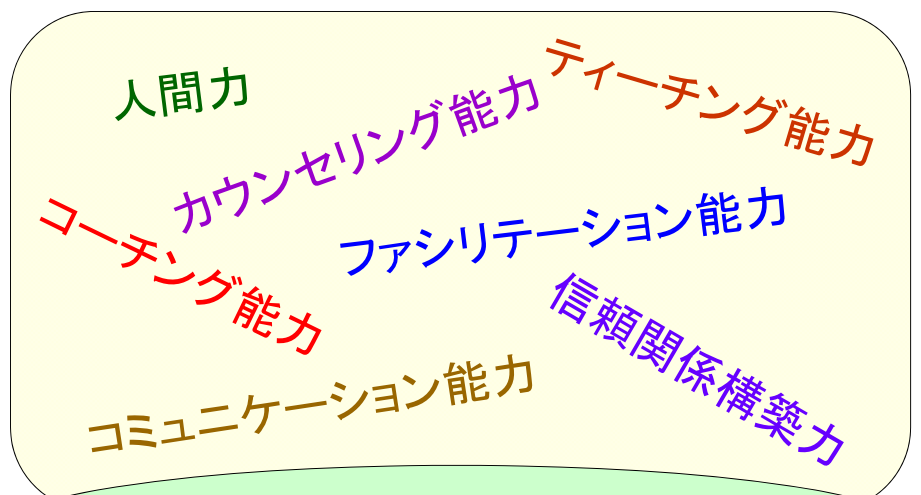 人間力
ティーチング能力
カウンセリング能力
コーチング能力
ファシリテーション能力
信頼関係構築力
コミュニケーション能力